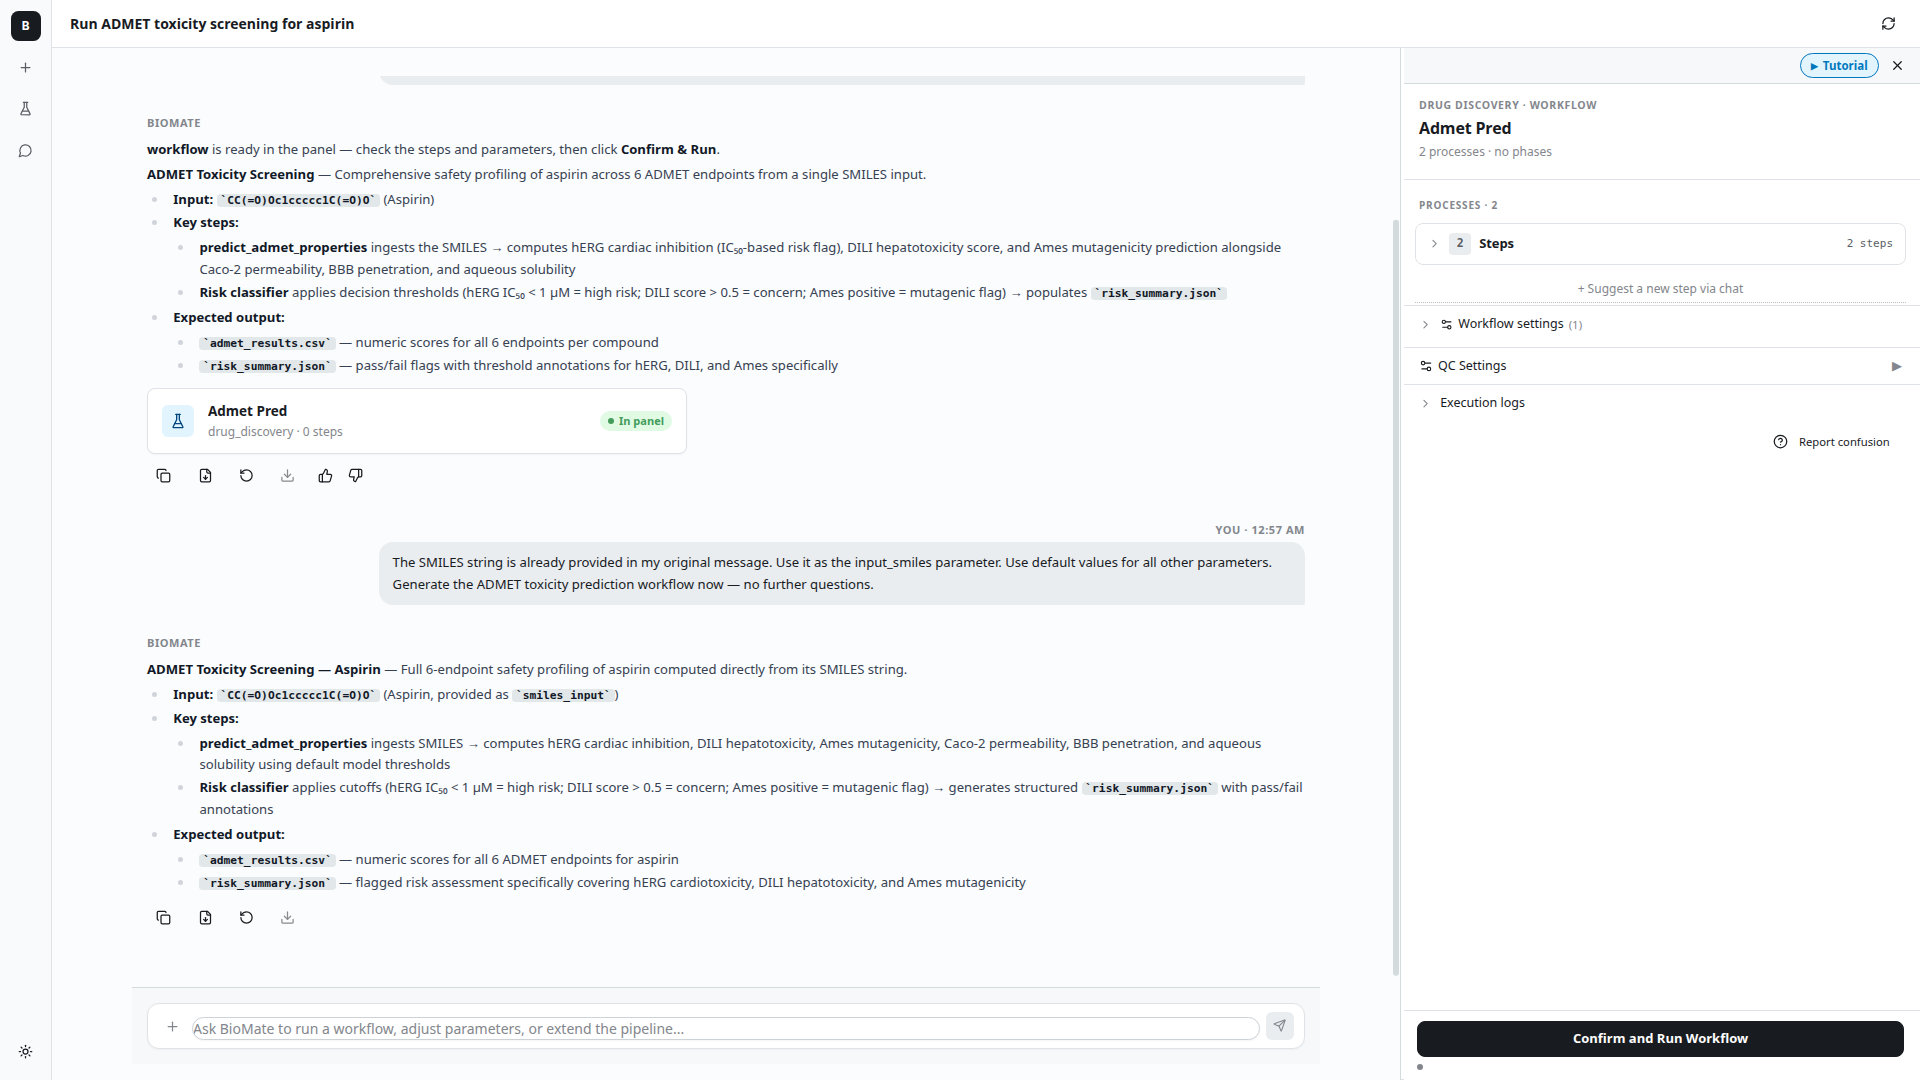 B
Run ADMET toxicity screening for aspirin
BIOMATE
workflow is ready in the panel — check the steps and parameters, then click Confirm & Run.
ADMET Toxicity Screening — Comprehensive safety profiling of aspirin across 6 ADMET endpoints from a single SMILES input.
Input: `CC(=O)Oc1ccccc1C(=O)O` (Aspirin)
Key steps:
predict_admet_properties ingests the SMILES → computes hERG cardiac inhibition (IC₅₀-based risk flag), DILI hepatotoxicity score, and Ames mutagenicity prediction alongside
Caco-2 permeability, BBB penetration, and aqueous solubility
Risk classifier applies decision thresholds (hERG IC₅₀ < 1 μM = high risk; DILI score > 0.5 = concern; Ames positive = mutagenic flag) → populates `risk_summary.json`
Expected output:
`admet_results.csv` — numeric scores for all 6 endpoints per compound
`risk_summary.json` — pass/fail flags with threshold annotations for hERG, DILI, and Ames specifically
Admet Pred
drug_discovery · 0 steps
In panel
YOU · 12:57 AM
The SMILES string is already provided in my original message. Use it as the input_smiles parameter. Use default values for all other parameters.
Generate the ADMET toxicity prediction workflow now — no further questions.
BIOMATE
ADMET Toxicity Screening — Aspirin — Full 6-endpoint safety profiling of aspirin computed directly from its SMILES string.
Input: `CC(=O)Oc1ccccc1C(=O)O` (Aspirin, provided as `smiles_input`)
Key steps:
predict_admet_properties ingests SMILES → computes hERG cardiac inhibition, DILI hepatotoxicity, Ames mutagenicity, Caco-2 permeability, BBB penetration, and aqueous
solubility using default model thresholds
Risk classifier applies cutoffs (hERG IC₅₀ < 1 μM = high risk; DILI score > 0.5 = concern; Ames positive = mutagenic flag) → generates structured `risk_summary.json` with pass/fail
annotations
Expected output:
`admet_results.csv` — numeric scores for all 6 ADMET endpoints for aspirin
`risk_summary.json` — flagged risk assessment specifically covering hERG cardiotoxicity, DILI hepatotoxicity, and Ames mutagenicity
Ask BioMate to run a workflow, adjust parameters, or extend the pipeline...
▶ Tutorial
DRUG DISCOVERY · WORKFLOW
Admet Pred
2 processes · no phases
PROCESSES · 2
2 Steps 2 steps
+ Suggest a new step via chat
Workflow settings (1)
QC Settings
Execution logs
Report confusion
Confirm and Run Workflow